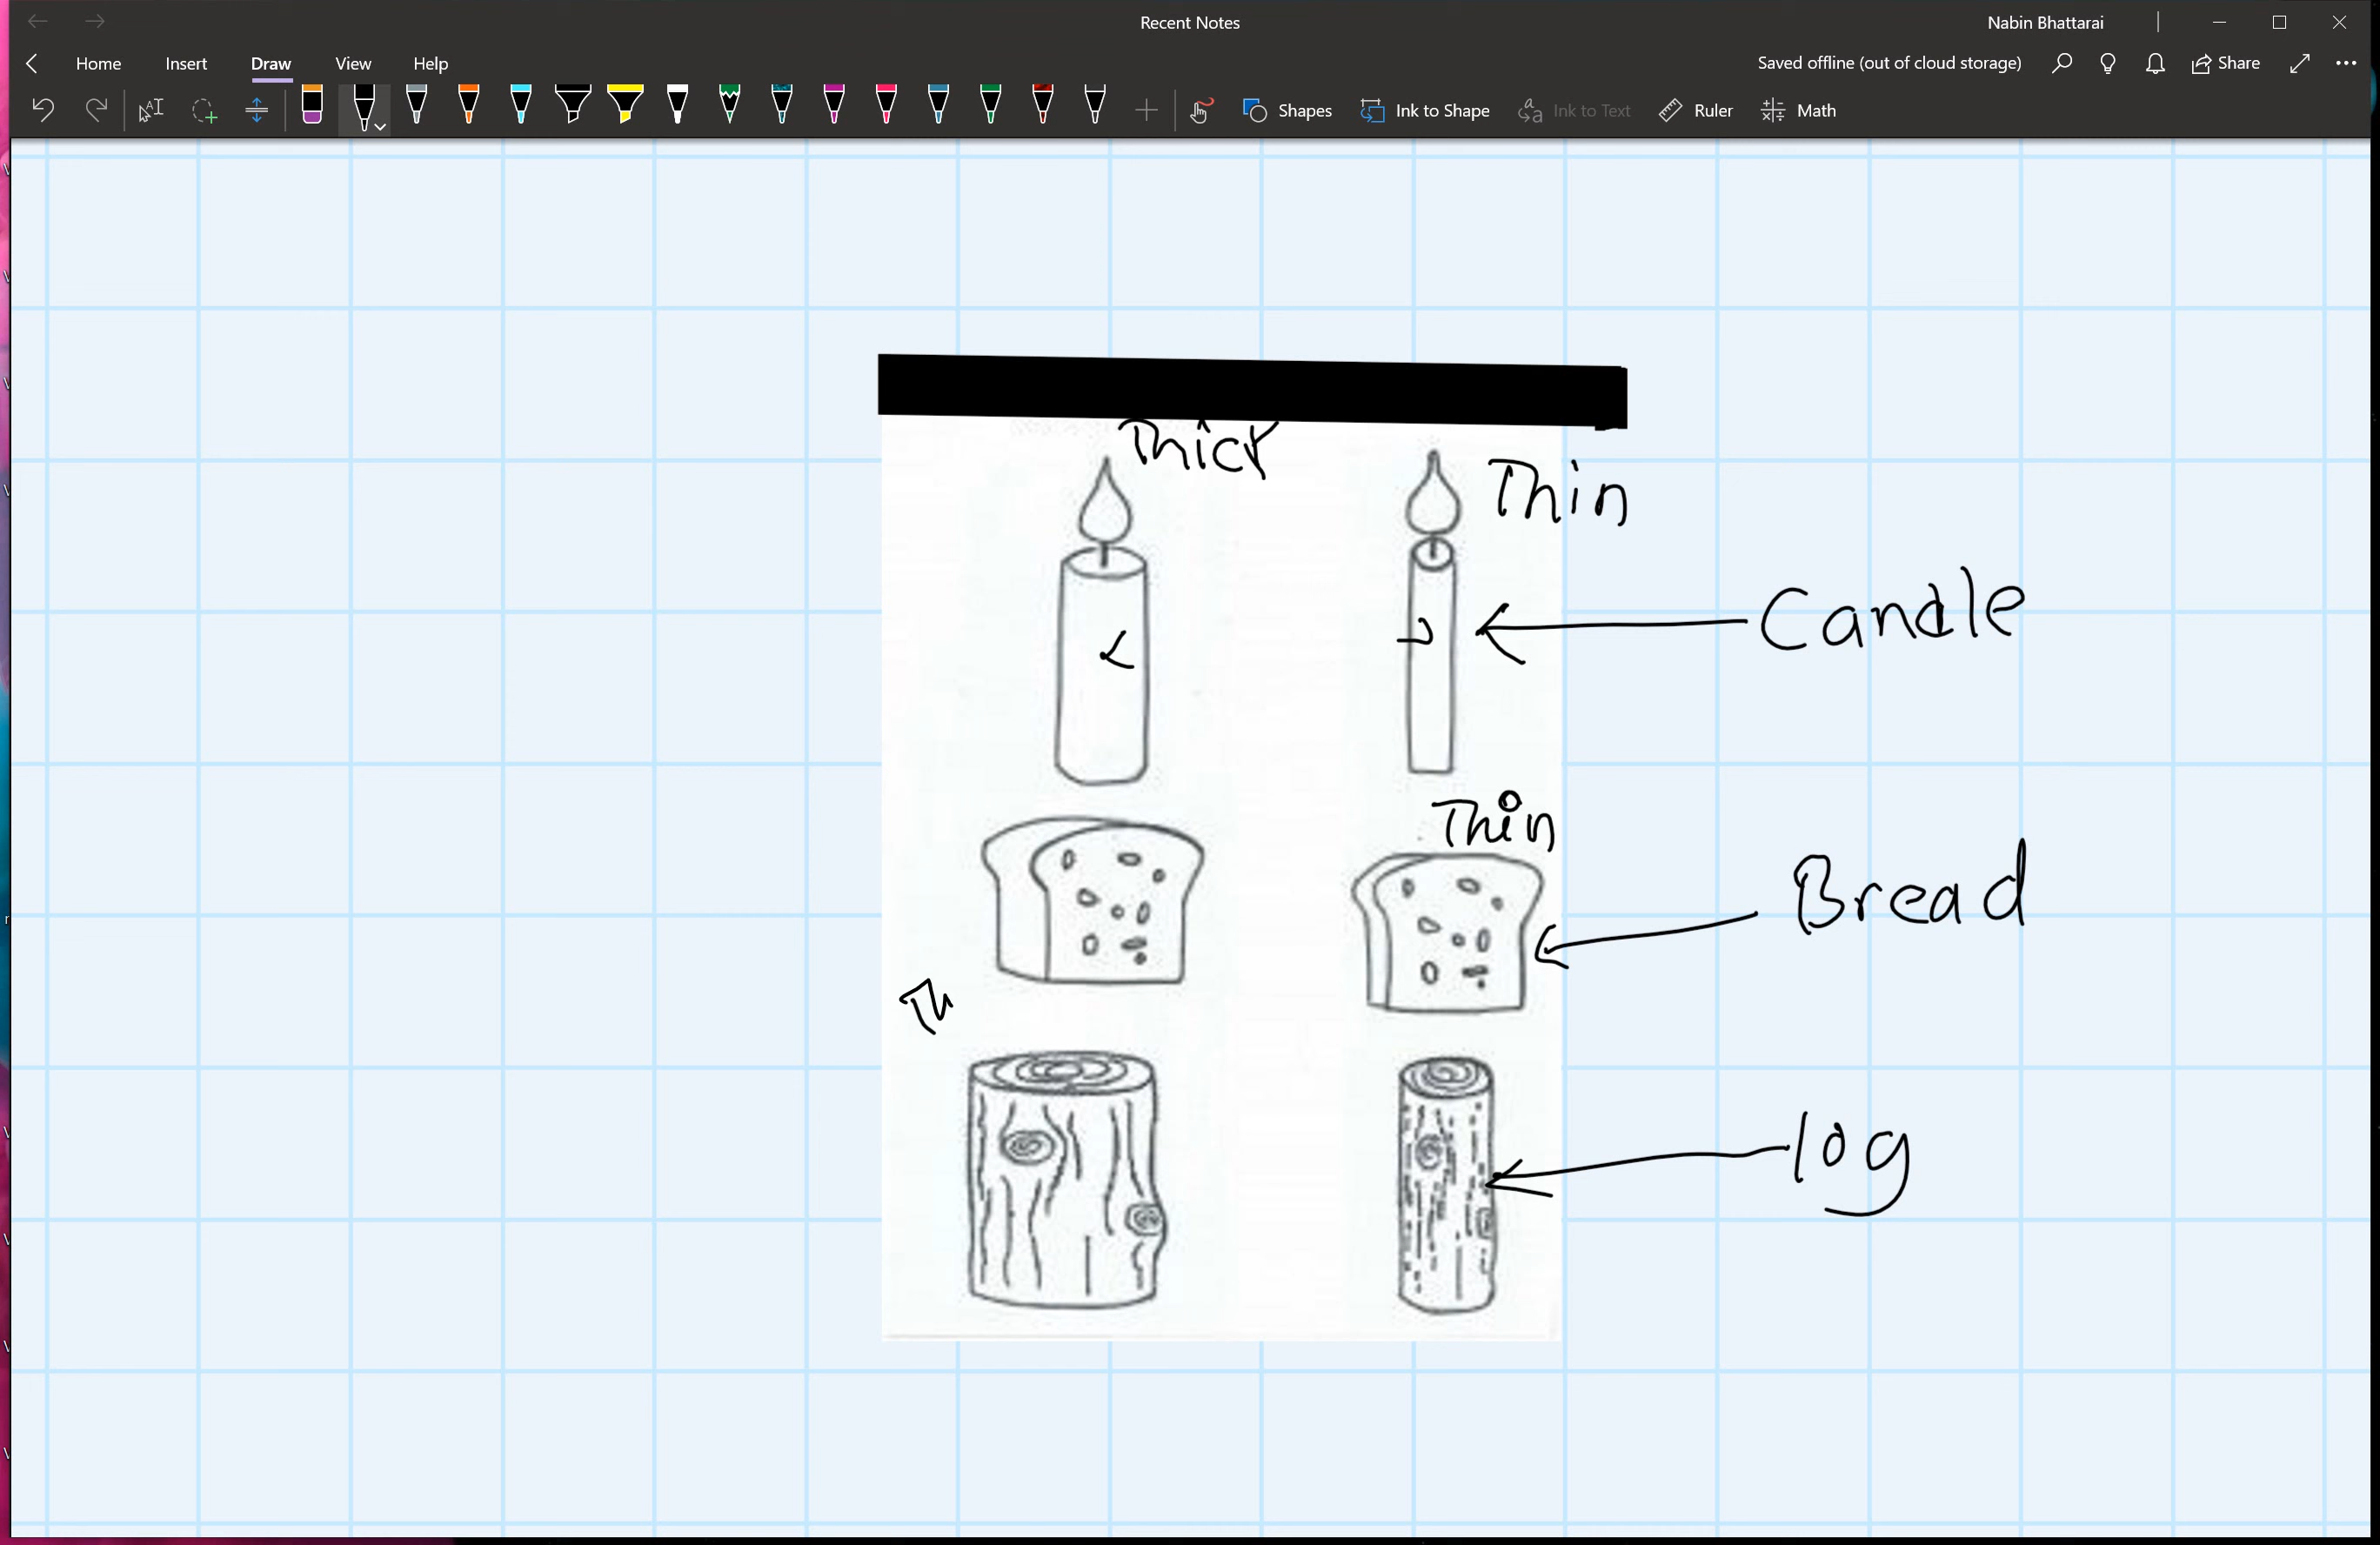 Recent Notes
Nabin Bhattarai
Home Insert Draw View Help
Saved offline (out of cloud storage)
Share
Shapes
Ink to Shape
Ink to Text
Ruler
Math
Thick
Thin
Candle
Thin
Bread
Th
log